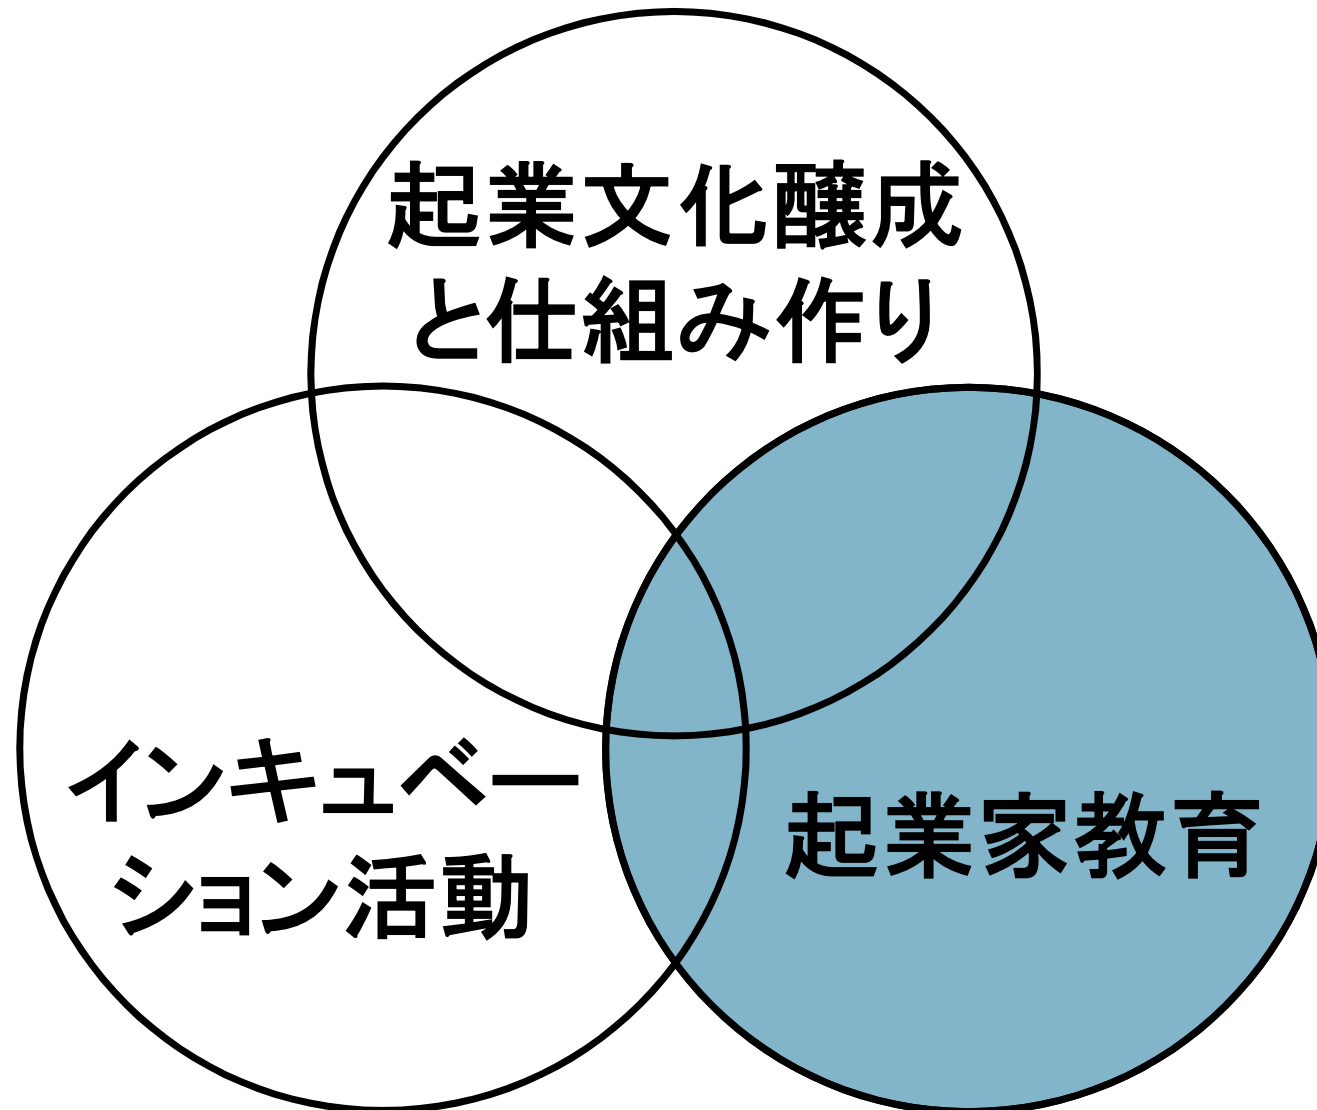 起業文化醸成
と仕組み作り
インキュベー
ション活動
起業家教育